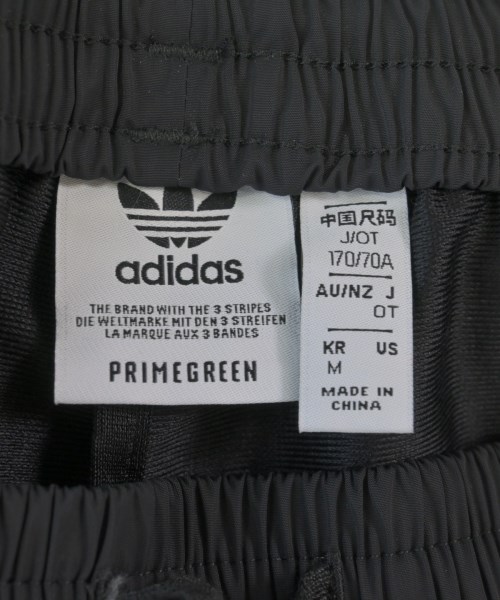 adidas
THE BRAND WITH THE 3 STRIPES
DIE WELTMARKE MIT DEN 3 STREIFEN
LA MARQUE AUX 3 BANDES
PRIMEGREEN
中国尺码
J/OT
170/70A
AU/NZ J
OT
KR US
M
MADE IN
CHINA